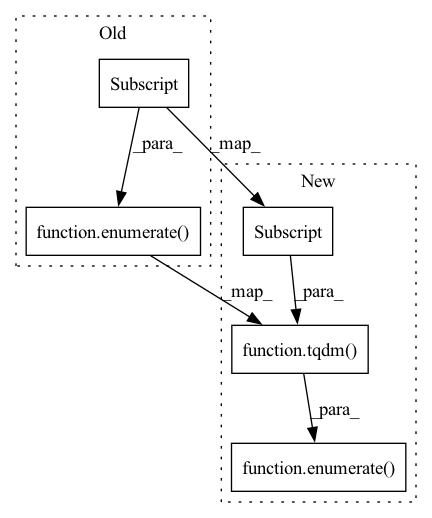 Old
Subscript
_para_
_map_
New
function.enumerate()
Subscript
_map_
_para_
function.tqdm()
_para_
function.enumerate()